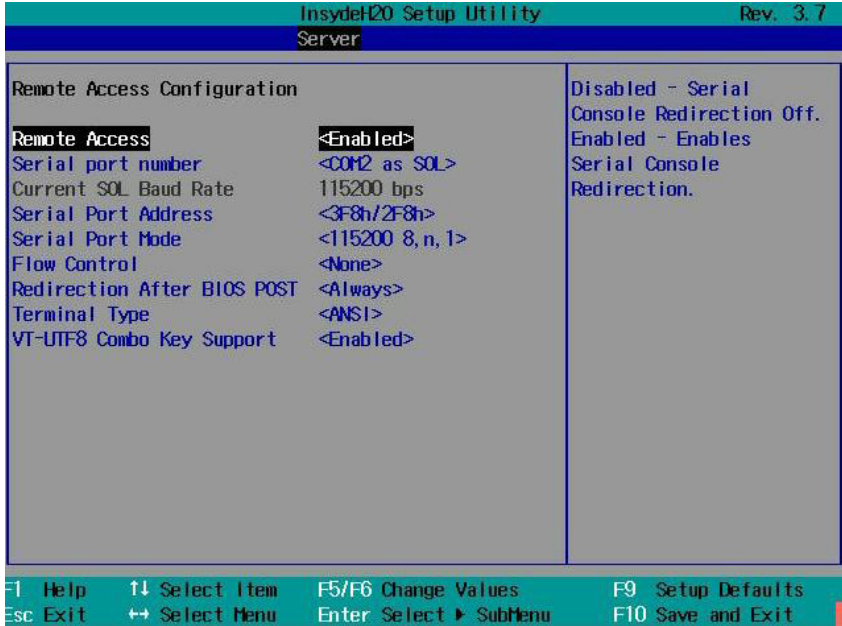 InsydeH2O Setup Utility Rev. 3.7
Server
Remote Access Configuration
Remote Access <Enabled>
Serial port number <COM2 as SOL>
Current SOL Baud Rate 115200 bps
Serial Port Address <3F8h/2F8h>
Serial Port Mode <115200 8,n,1>
Flow Control <None>
Redirection After BIOS POST <Always>
Terminal Type <ANSI>
VT-UTF8 Combo Key Support <Enabled>
Disabled - Serial
Console Redirection Off.
Enabled - Enables
Serial Console
Redirection.
F1 Help ↑↓ Select Item F5/F6 Change Values F9 Setup Defaults
Esc Exit ↔ Select Menu Enter Select ▶ SubMenu F10 Save and Exit